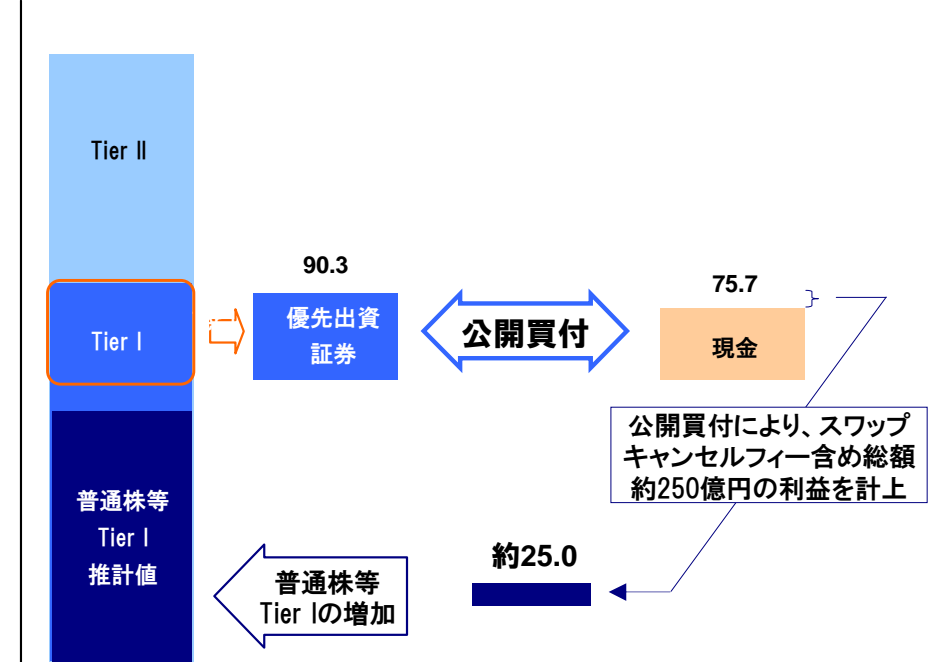 Tier II
90.3
75.7
Tier I
優先出資
証券
公開買付
現金
公開買付により、スワップ
キャンセルフィー含め総額
約250億円の利益を計上
普通株等
Tier I
推計値
約25.0
普通株等
Tier Iの増加